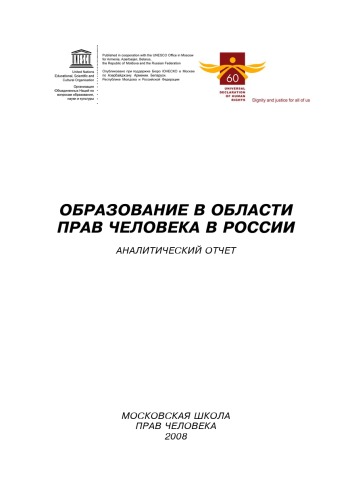 United Nations
Educational, Scientific and
Cultural Organization
Организация
Объединенных Наций по
вопросам образования,
науки и культуры
Published in cooperation with the UNESCO Office in Moscow
for Armenia, Azerbaijan, Belarus,
the Republic of Moldova and the Russian Federation
Опубликовано при поддержке Бюро ЮНЕСКО в Москве
по Азербайджану, Армении, Беларуси,
Республике Молдова и Российской Федерации
60
UNIVERSAL
DECLARATION
OF HUMAN
RIGHTS
Dignity and justice for all of us
ОБРАЗОВАНИЕ В ОБЛАСТИ
ПРАВ ЧЕЛОВЕКА В РОССИИ
АНАЛИТИЧЕСКИЙ ОТЧЕТ
МОСКОВСКАЯ ШКОЛА
ПРАВ ЧЕЛОВЕКА
2008